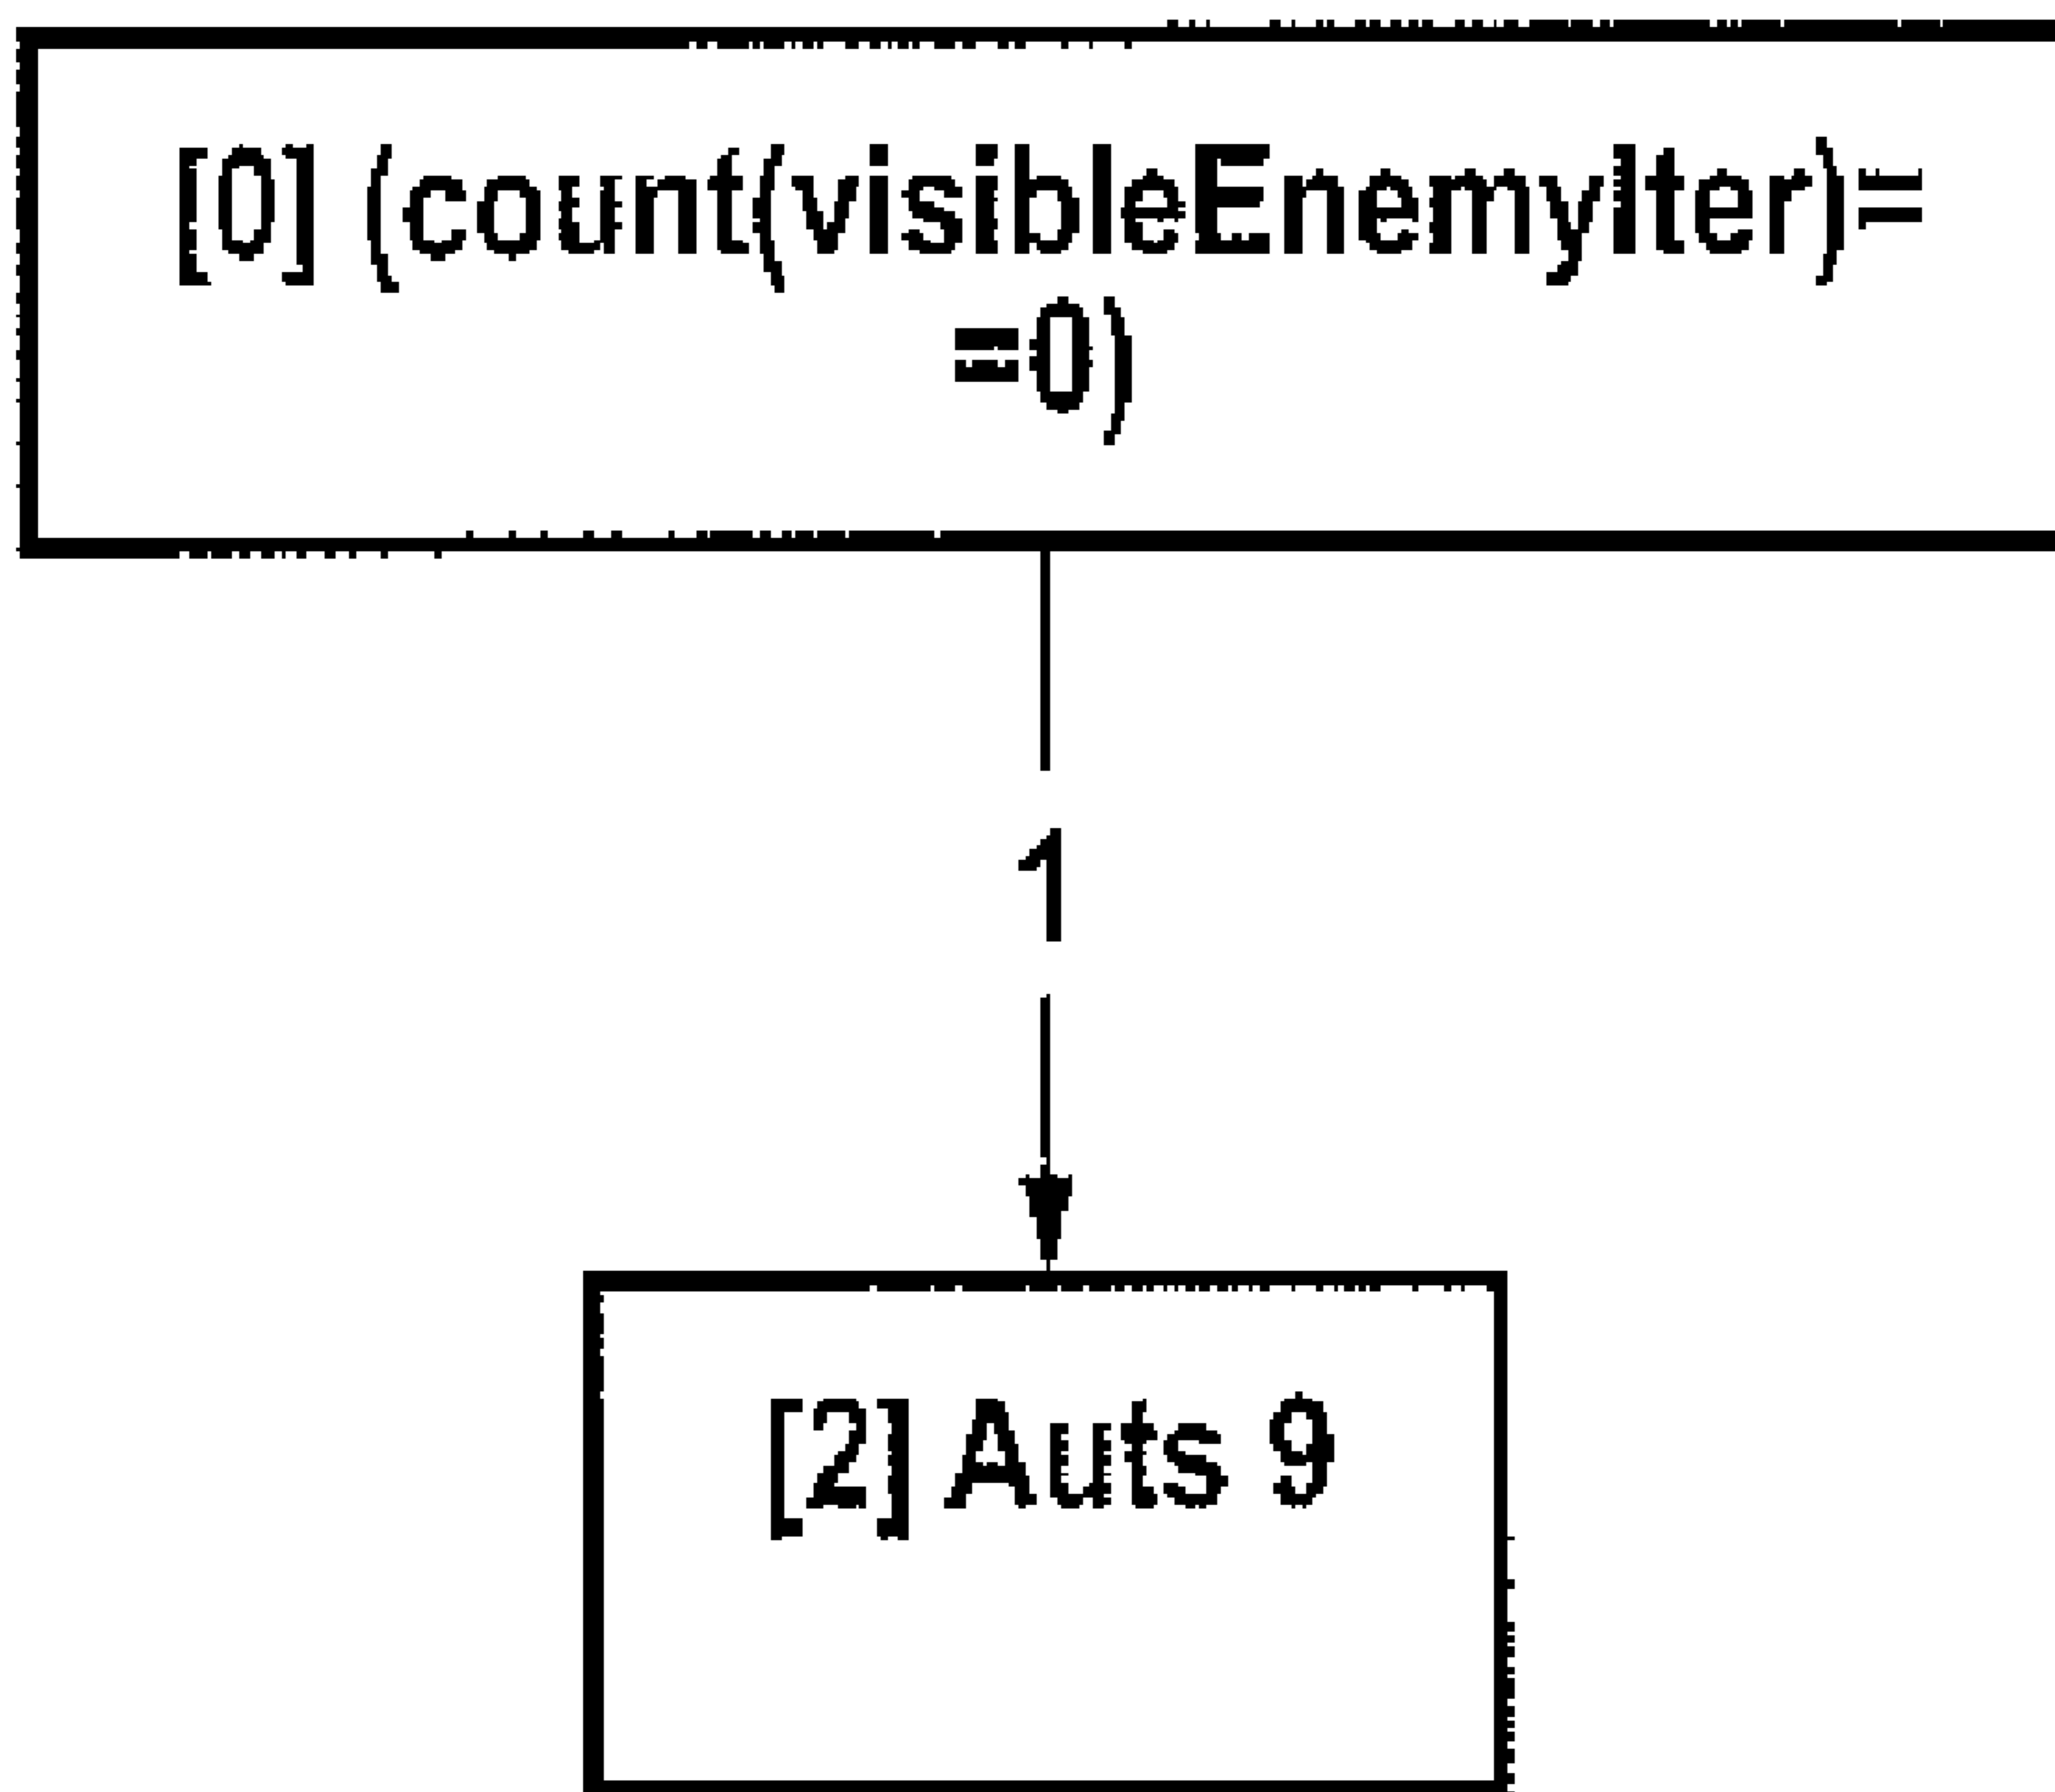 [0] (count(visibleEnemyIter)=
=0)
1
[2] Auts 9